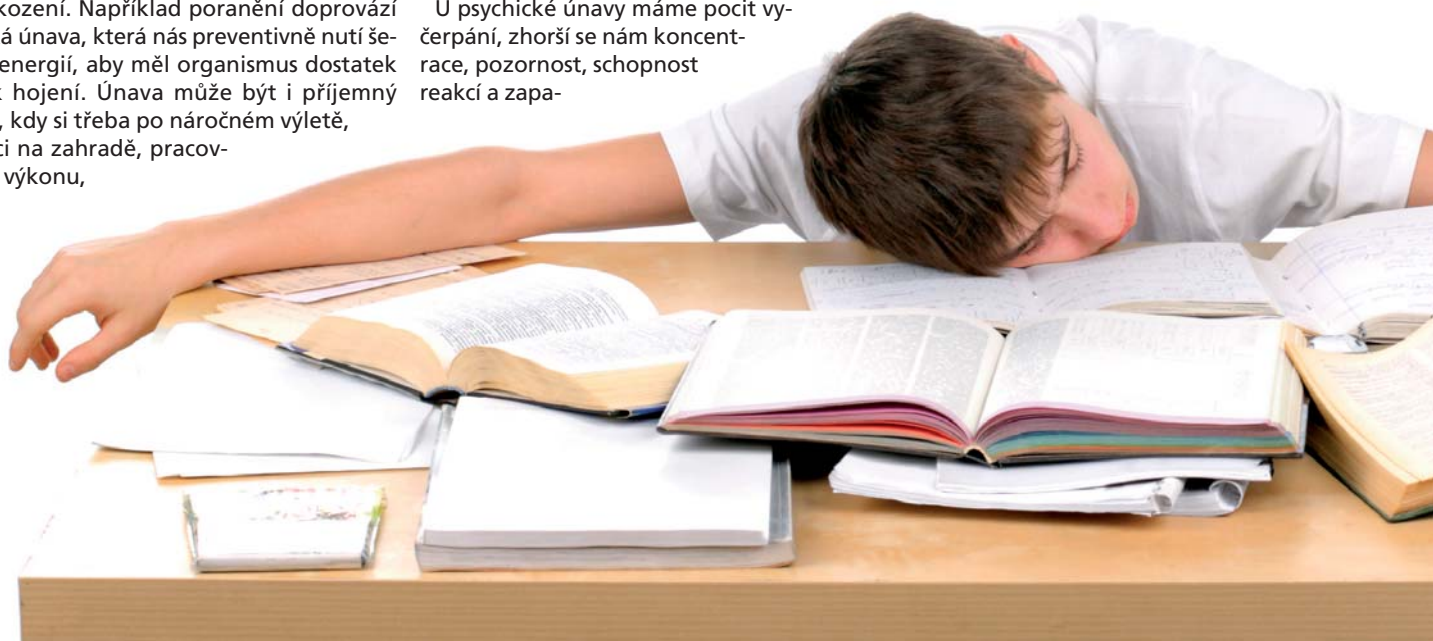 kození. Například poranění doprovází
á únava, která nás preventivně nutí še-
energií, aby měl organismus dostatek
k hojení. Únava může být i příjemný
, kdy si třeba po náročném výletě,
ci na zahradě, pracov-
výkonu,
U psychické únavy máme pocit vy-
čerpání, zhorší se nám koncent-
race, pozornost, schopnost
reakcí a zapa-